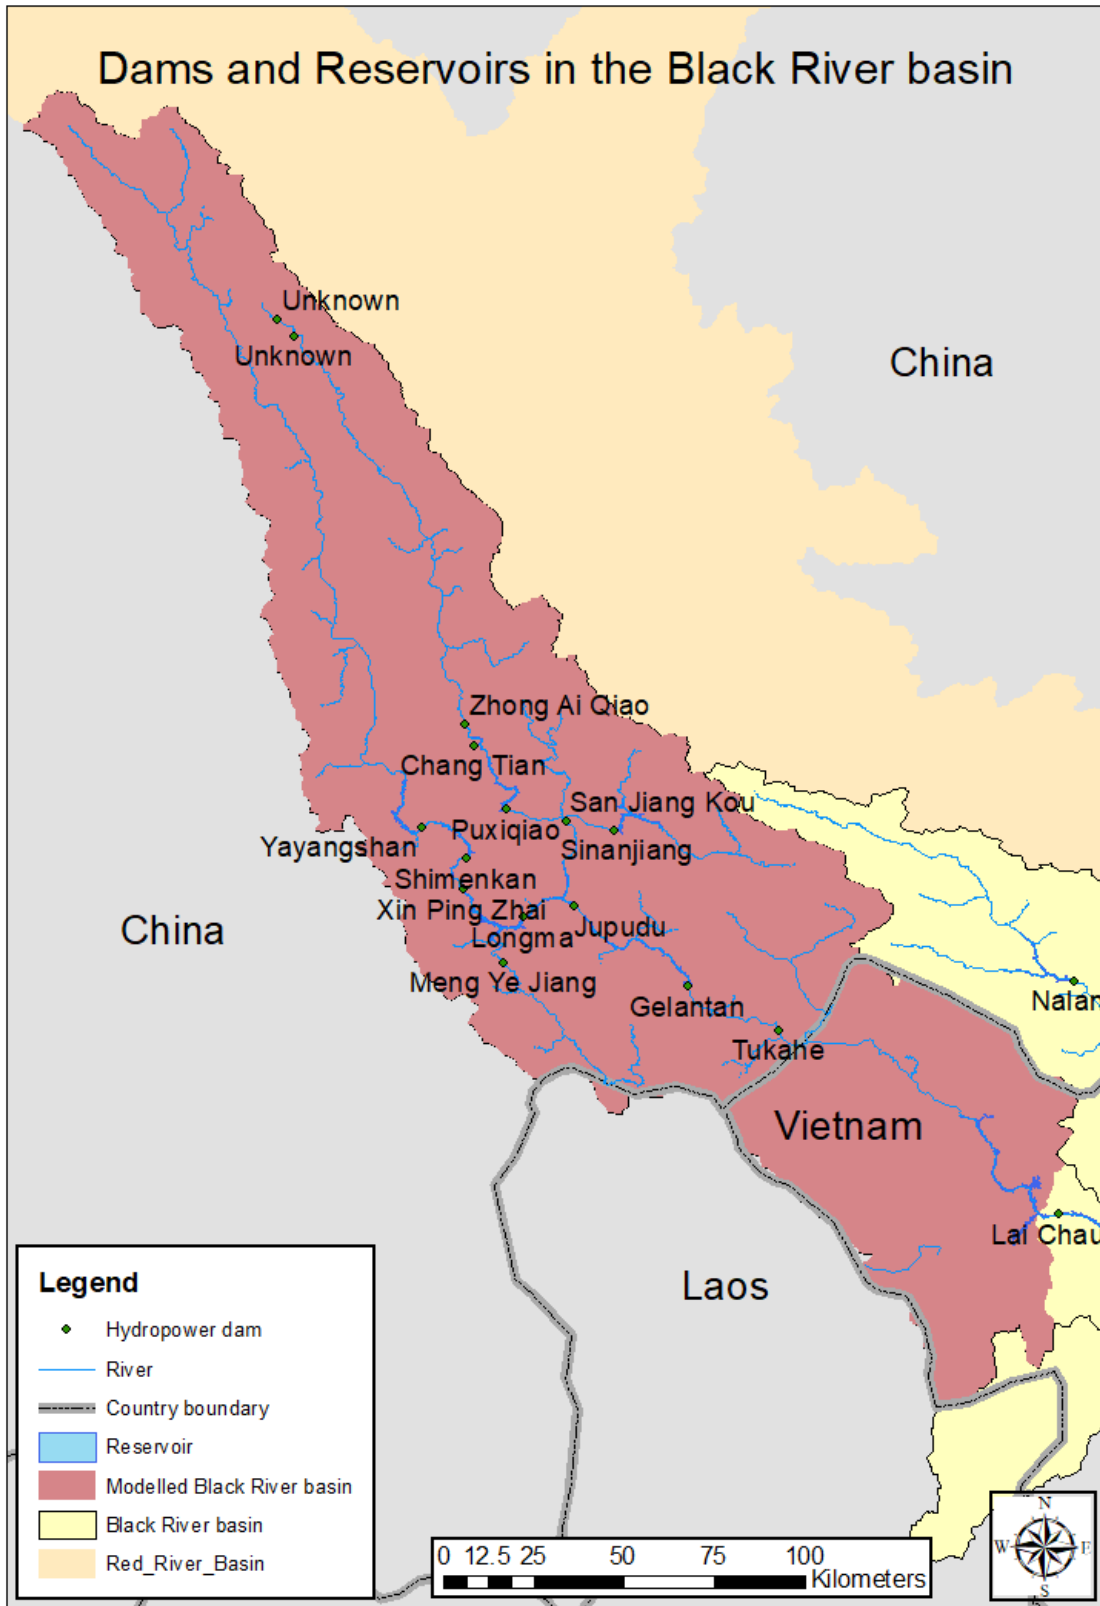 Dams and Reservoirs in the Black River basin
Unknown
Unknown
China
Zhong Ai Qiao
Chang Tian
San Jiang Kou
Puxiqiao
Sinanjiang
Yayangshan
Shimenkan
Xin Ping Zhai
Jupudu
Longma
China
Meng Ye Jiang
Gelantan
Nalan
Tukahe
Vietnam
Lai Chau
Laos
Legend
Hydropower dam
River
Country boundary
Reservoir
Modelled Black River basin
Black River basin
Red_River_Basin
0 12.5 25 50 75 100
Kilometers
N
W E
S